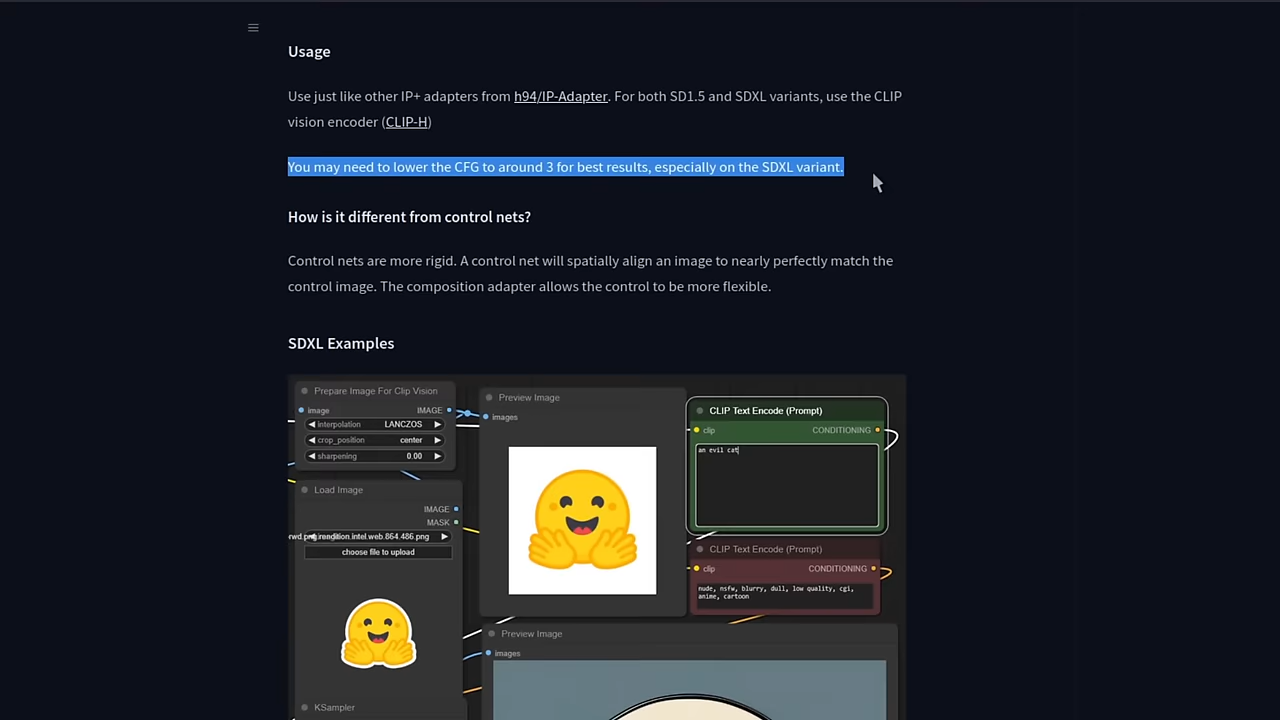 Usage
Use just like other IP+ adapters from h94/IP-Adapter. For both SD1.5 and SDXL variants, use the CLIP
vision encoder (CLIP-H)
You may need to lower the CFG to around 3 for best results, especially on the SDXL variant.
How is it different from control nets?
Control nets are more rigid. A control net will spatially align an image to nearly perfectly match the
control image. The composition adapter allows the control to be more flexible.
SDXL Examples
Prepare Image For Clip Vision
image IMAGE
interpolation LANCZOS
crop_position center
sharpening 0.00
Preview Image
images
CLIP Text Encode (Prompt)
clip CONDITIONING
an evil cat
Load Image
IMAGE
MASK
rendition.intel.web.864.486.png
choose file to upload
CLIP Text Encode (Prompt)
clip CONDITIONING
nude, nsfw, blurry, dull, low quality, cgi,
anime, cartoon
Preview Image
images
KSampler